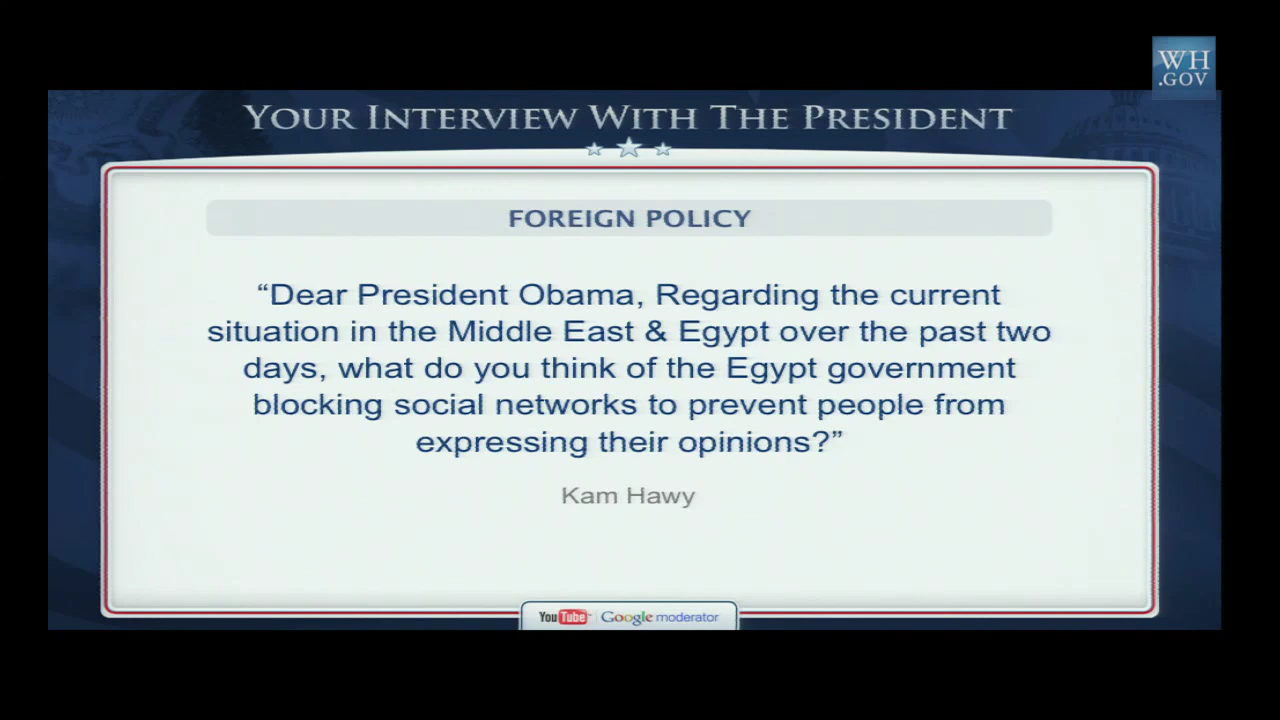 WH
.GOV
YOUR INTERVIEW WITH THE PRESIDENT
FOREIGN POLICY
“Dear President Obama, Regarding the current
situation in the Middle East & Egypt over the past two
days, what do you think of the Egypt government
blocking social networks to prevent people from
expressing their opinions?”
Kam Hawy
YouTube Google moderator